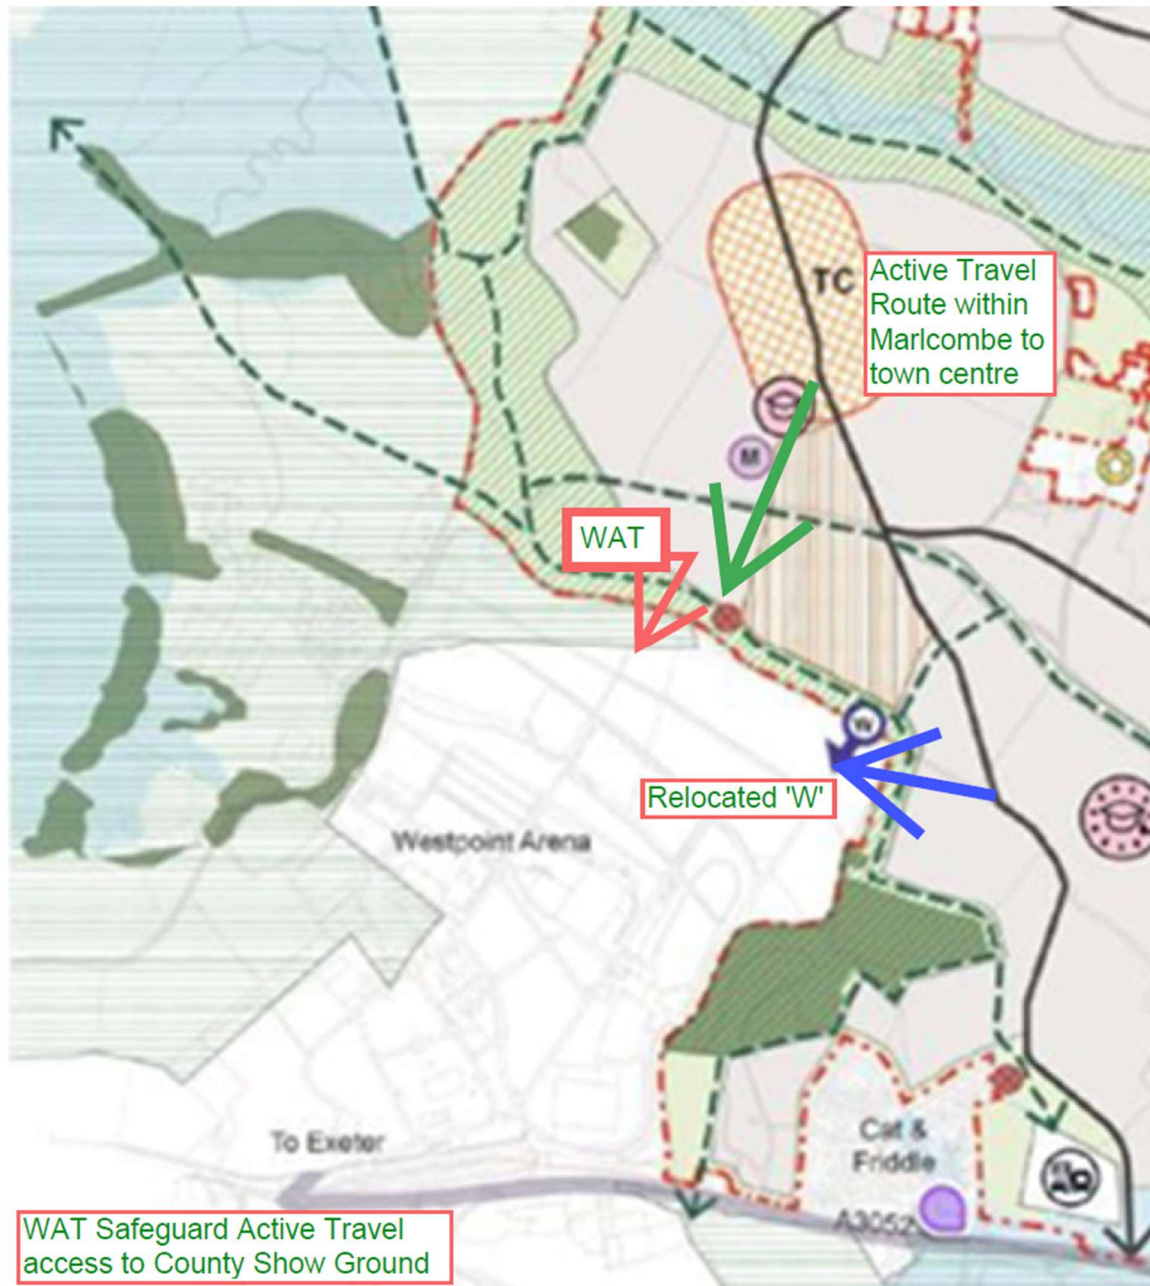 TC
Active Travel
Route within
Marlcombe to
town centre
M
WAT
W
Relocated 'W'
Westpoint Arena
To Exeter
Cat &
Friddle
A3052
WAT Safeguard Active Travel
access to County Show Ground